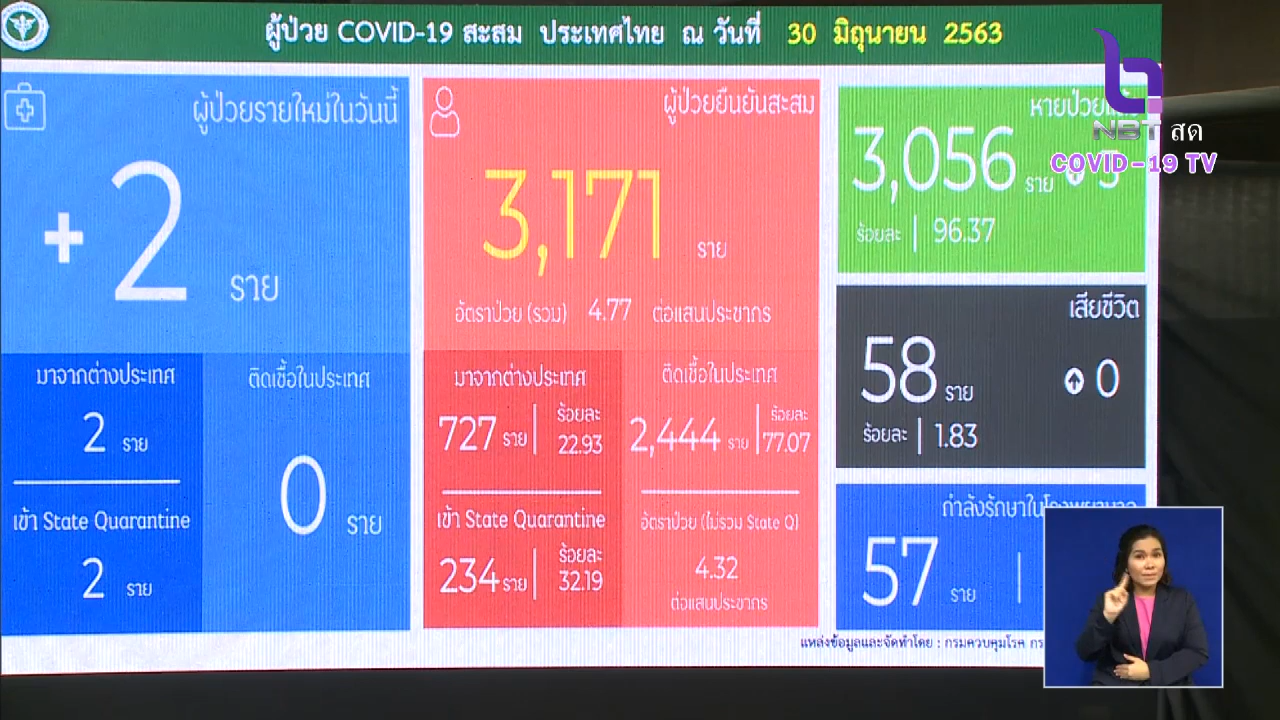 ผู้ป่วย COVID-19 สะสม ประเทศไทย ณ วันที่ 30 มิถุนายน 2563
ผู้ป่วยรายใหม่ในวันนี้
+ 2 ราย
มาจากต่างประเทศ
2 ราย
เข้า State Quarantine
2 ราย
ติดเชื้อในประเทศ
0 ราย
ผู้ป่วยยืนยันสะสม
3,171 ราย
อัตราป่วย (รวม) 4.77 ต่อแสนประชากร
มาจากต่างประเทศ
727 ราย | ร้อยละ 22.93
เข้า State Quarantine
234 ราย | ร้อยละ 32.19
ติดเชื้อในประเทศ
2,444 ราย | ร้อยละ 77.07
อัตราป่วย (ไม่รวม State Q)
4.32
ต่อแสนประชากร
หายป่วย
3,056 ราย
ร้อยละ | 96.37
เสียชีวิต
58 ราย 0
ร้อยละ | 1.83
57 ราย
แหล่งข้อมูลและจัดทำโดย : กรมควบคุมโรค
NBT สด
COVID-19 TV